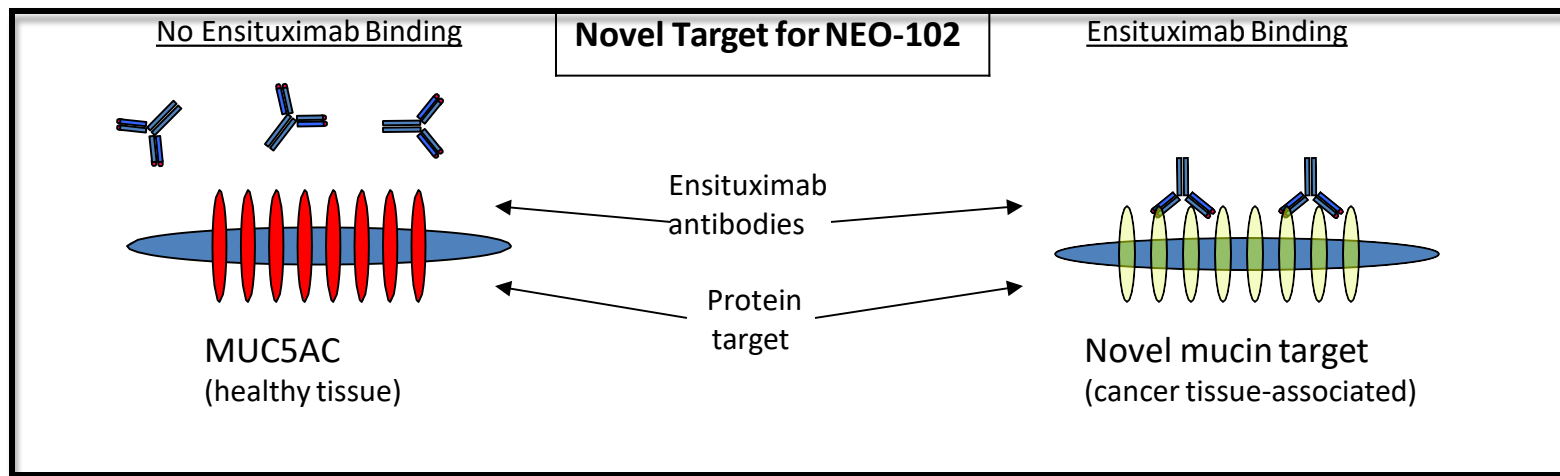 No Ensituximab Binding
Novel Target for NEO-102
Ensituximab Binding
Ensituximab
antibodies
Protein
target
MUC5AC
(healthy tissue)
Novel mucin target
(cancer tissue-associated)